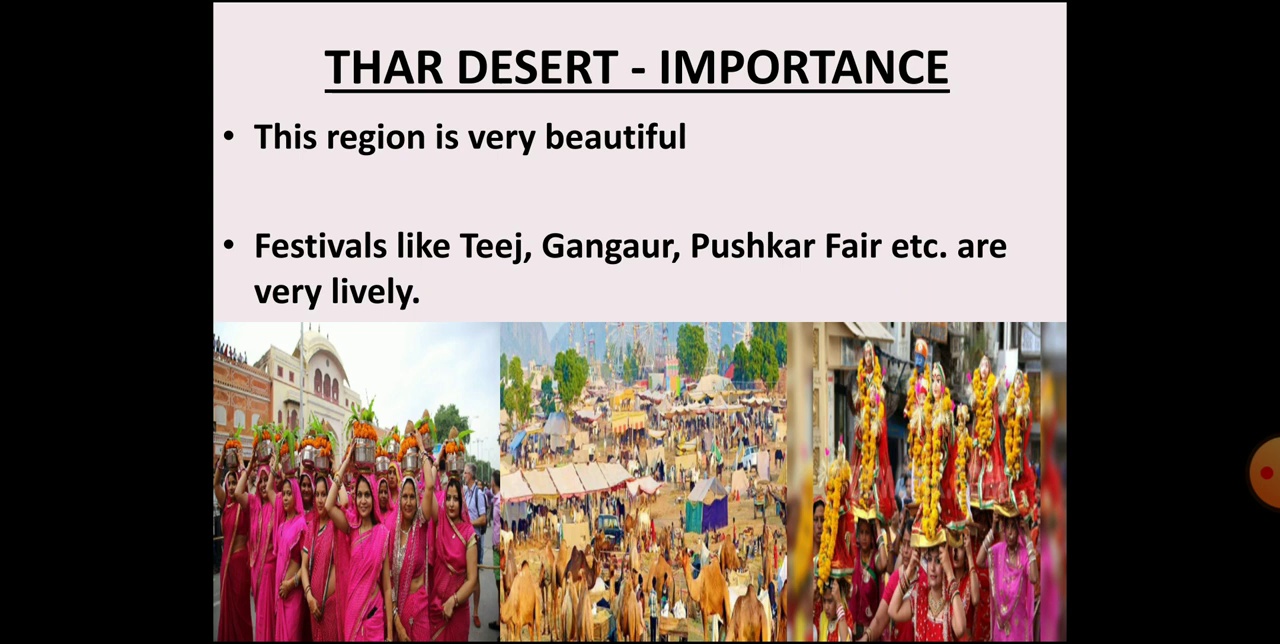 THAR DESERT - IMPORTANCE
• This region is very beautiful
• Festivals like Teej, Gangaur, Pushkar Fair etc. are
very lively.